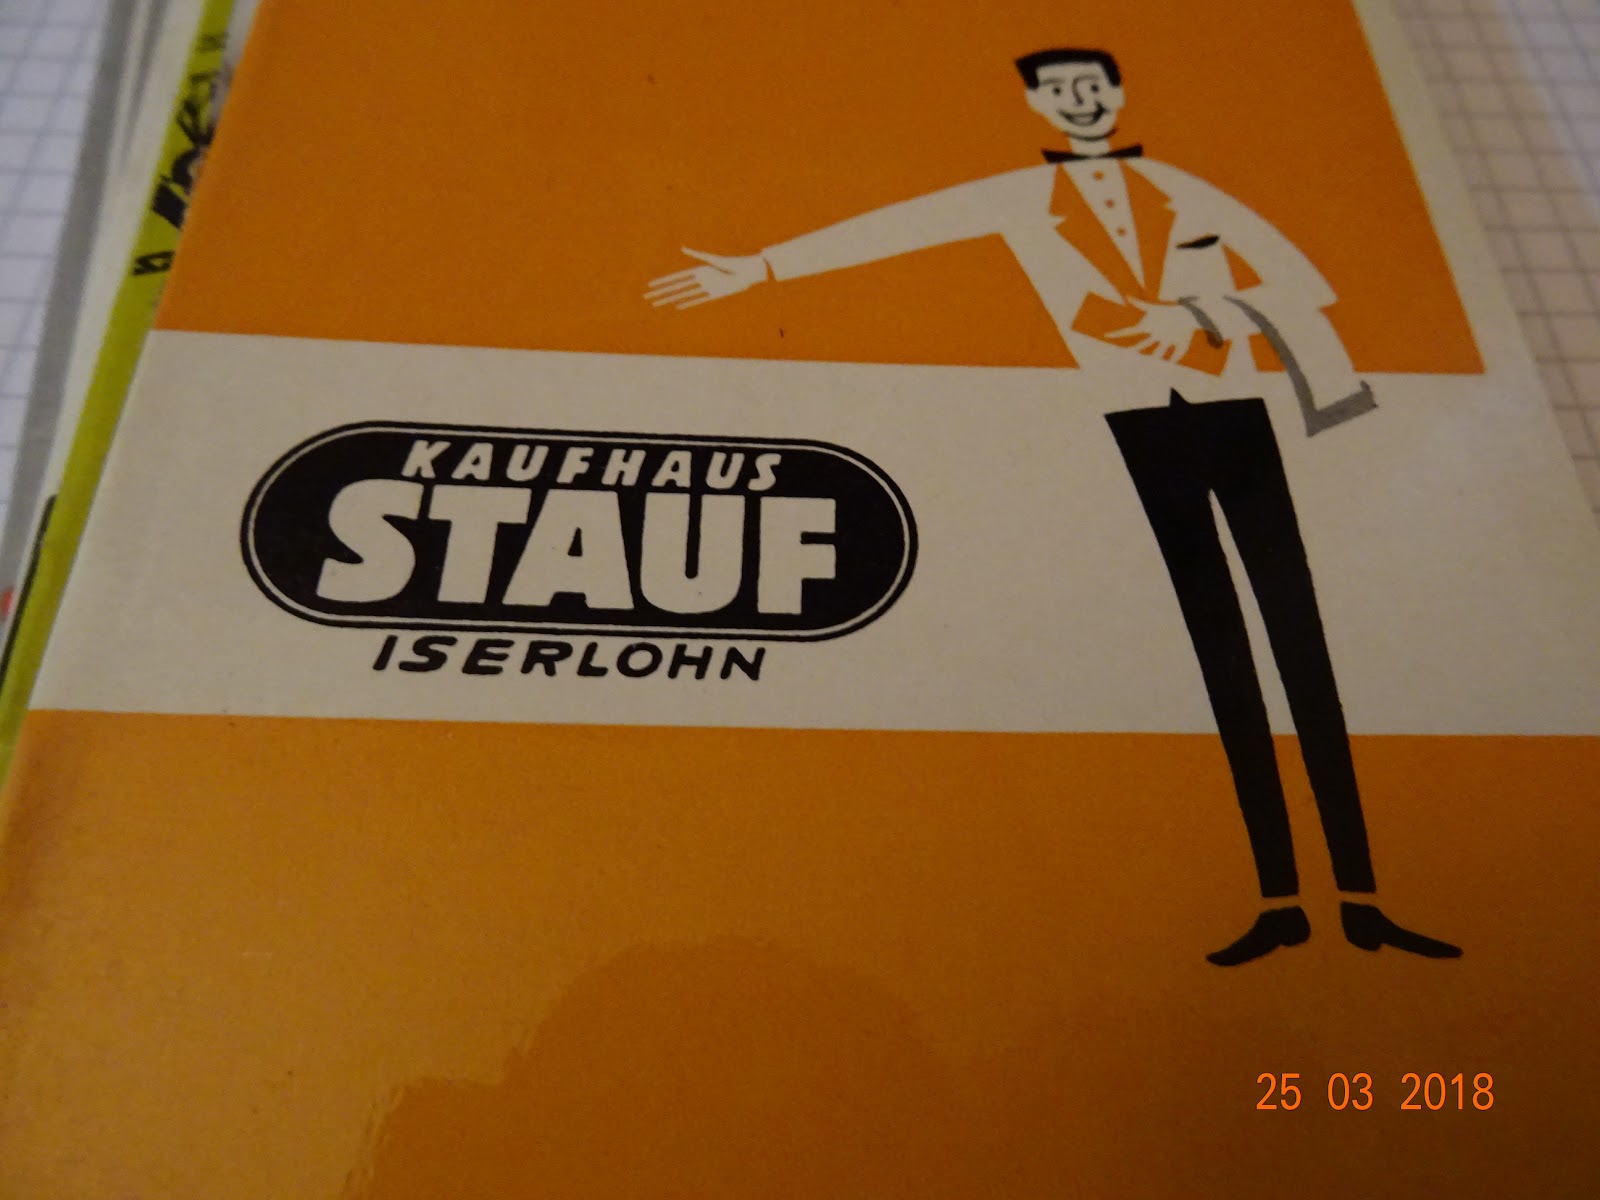 KAUFHAUS
STAUF
ISERLOHN
25 03 2018